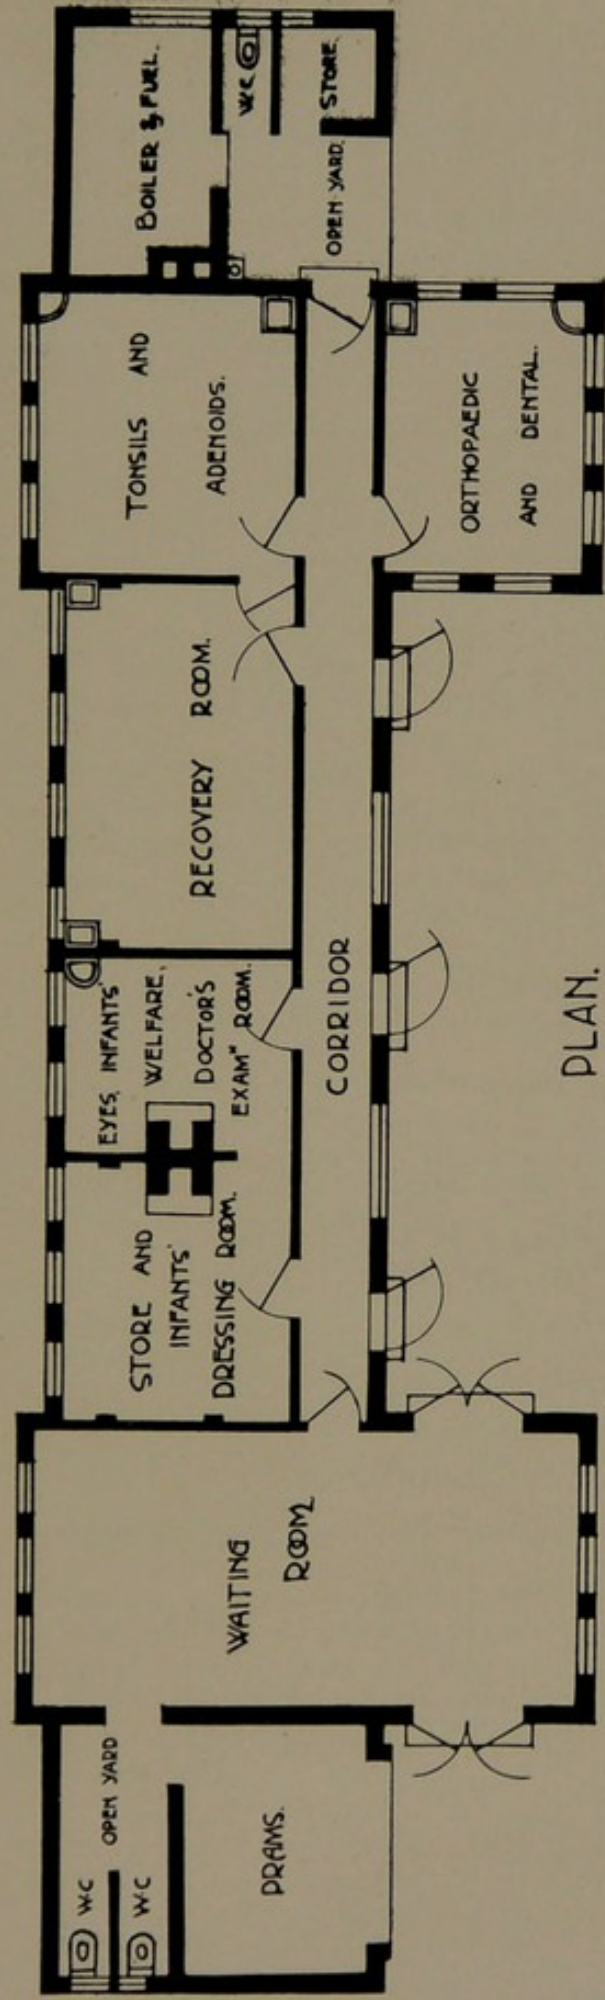 W.C
W.C
OPEN YARD
PRAMS.
WAITING
ROOM
STORE AND
INFANTS'
DRESSING ROOM.
EYES, INFANTS'
WELFARE,
DOCTOR'S
EXAMN ROOM.
RECOVERY ROOM.
TONSILS AND
ADENOIDS.
BOILER & FUEL.
W.C
STORE.
OPEN YARD.
CORRIDOR
ORTHOPAEDIC
AND DENTAL.
PLAN.